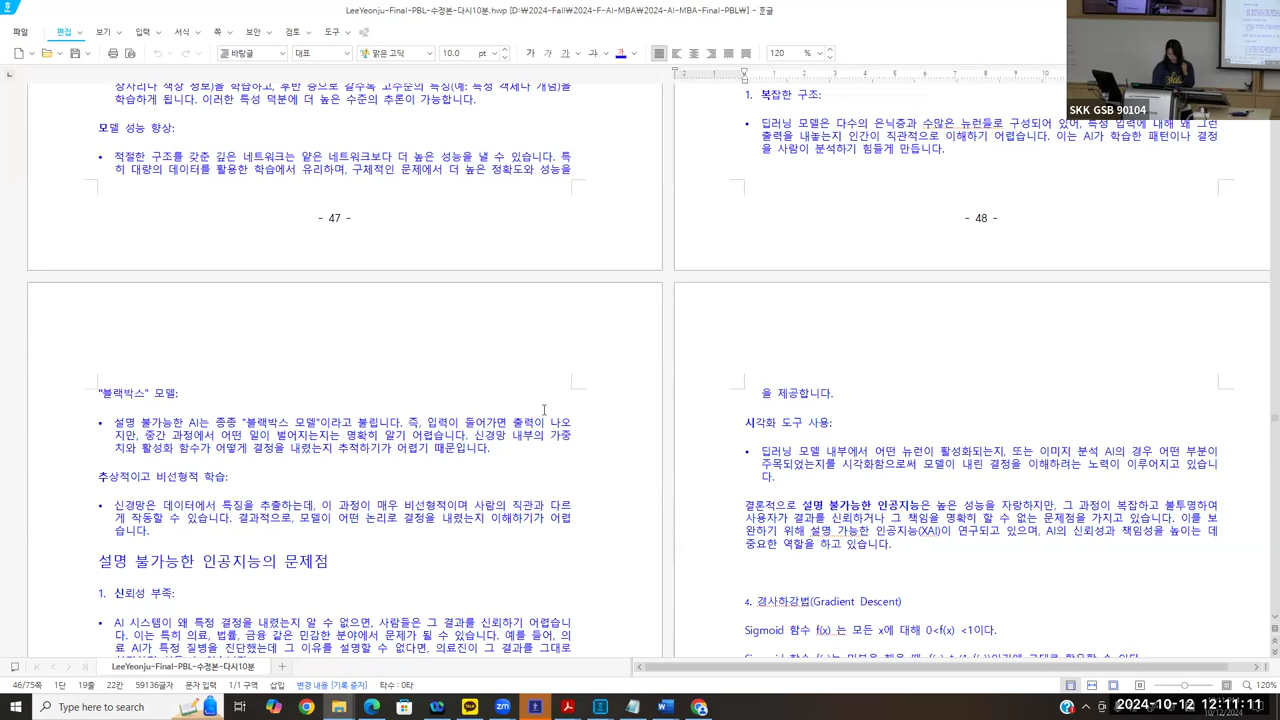 LeeYeonju-Final-PBL-수정본-다시10분.hwp [D:\2024-Fall\2024-F-AI-MBA\2024-AI-MBA-Final-PBL\] - 흔글
파일
편집
보기
입력
서식
쪽
보안
검토
도구
바탕글
대표
맑은 고딕
10.0
pt
가
가
가
가
120
%
SKK GSB 90104
상자리나 색상 정보)을 학습하고, 후반 층으로 갈수록 고수준의 특징(예: 특정 객체나 개념)을
학습하게 됩니다. 이러한 특성 덕분에 더 높은 수준의 추론이 가능합니다.
모델 성능 향상:
• 적절한 구조를 갖춘 깊은 네트워크는 얕은 네트워크보다 더 높은 성능을 낼 수 있습니다. 특
히 대량의 데이터를 활용한 학습에서 유리하며, 구체적인 문제에서 더 높은 정확도와 성능을
- 47 -
1. 복잡한 구조:
• 딥러닝 모델은 다수의 은닉층과 수많은 뉴런들로 구성되어 있어, 특정 입력에 대해 왜 그런
출력을 내놓는지 인간이 직관적으로 이해하기 어렵습니다. 이는 AI가 학습한 패턴이나 결정
을 사람이 분석하기 힘들게 만듭니다.
- 48 -
"블랙박스" 모델:
• 설명 불가능한 AI는 종종 "블랙박스 모델"이라고 불립니다. 즉, 입력이 들어가면 출력이 나오
지만, 중간 과정에서 어떤 일이 벌어지는지는 명확히 알기 어렵습니다. 신경망 내부의 가중
치와 활성화 함수가 어떻게 결정을 내렸는지 추적하기가 어렵기 때문입니다.
추상적이고 비선형적 학습:
• 신경망은 데이터에서 특징을 추출하는데, 이 과정이 매우 비선형적이며 사람의 직관과 다르
게 작동할 수 있습니다. 결과적으로, 모델이 어떤 논리로 결정을 내렸는지 이해하기가 어렵
습니다.
설명 불가능한 인공지능의 문제점
1. 신뢰성 부족:
• AI 시스템이 왜 특정 결정을 내렸는지 알 수 없으면, 사람들은 그 결과를 신뢰하기 어렵습니
다. 이는 특히 의료, 법률, 금융 같은 민감한 분야에서 문제가 될 수 있습니다. 예를 들어, 의
료 AI가 특정 질병을 진단했는데 그 이유를 설명할 수 없다면, 의료진이 그 결과를 그대로
을 제공합니다.
시각화 도구 사용:
• 딥러닝 모델 내부에서 어떤 뉴런이 활성화되는지, 또는 이미지 분석 AI의 경우 어떤 부분이
주목되었는지를 시각화함으로써 모델이 내린 결정을 이해하려는 노력이 이루어지고 있습니
다.
결론적으로 설명 불가능한 인공지능은 높은 성능을 자랑하지만, 그 과정이 복잡하고 불투명하여
사용자가 결과를 신뢰하거나 그 책임을 명확히 할 수 없는 문제점을 가지고 있습니다. 이를 보
완하기 위해 설명 가능한 인공지능(XAI)이 연구되고 있으며, AI의 신뢰성과 책임성을 높이는 데
중요한 역할을 하고 있습니다.
4. 경사하강법(Gradient Descent)
Sigmoid 함수 f(x) 는 모든 x에 대해 0<f(x) <1이다.
LeeYeonju-Final-PBL-수정본-다시10분
46/75쪽 1단 19줄 22칸 59136글자 문자 입력 1/1 구역 삽입 변경 내용 [기록 중지] 타수 : 0타
120%
Type here to search
2024-10-12 12:11:11